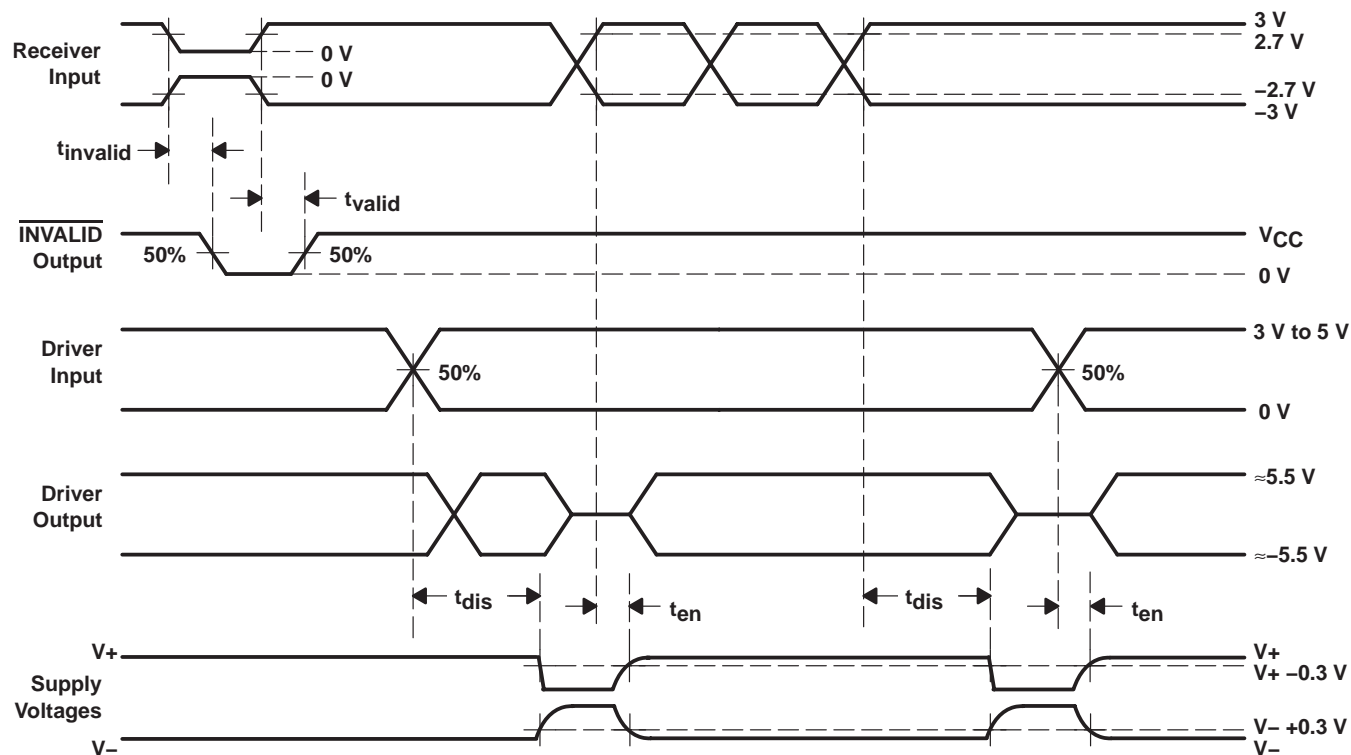 3 V
2.7 V
Receiver
Input
0 V
0 V
−2.7 V
−3 V
tinvalid
tvalid
INVALID
Output
50%
50%
VCC
0 V
3 V to 5 V
Driver
Input
50%
50%
0 V
≈5.5 V
Driver
Output
≈−5.5 V
tdis
ten
tdis
ten
V+
V+
V+ −0.3 V
Supply
Voltages
V− +0.3 V
V−
V−